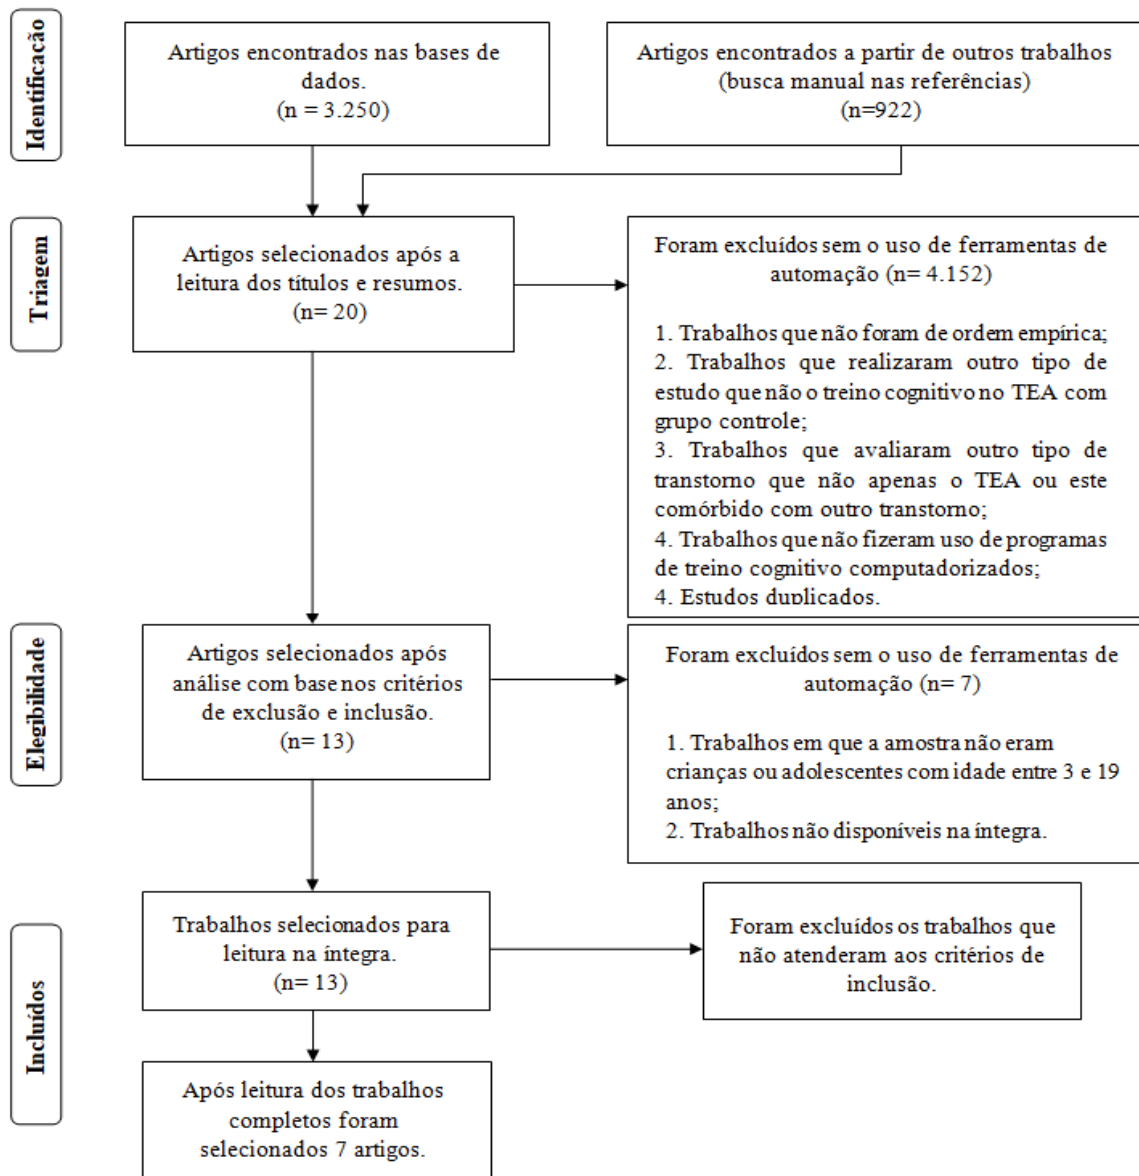 Identificação
Artigos encontrados nas bases de
dados.
(n = 3.250)
Artigos encontrados a partir de outros trabalhos
(busca manual nas referências)
(n=922)
Triagem
Artigos selecionados após a
leitura dos títulos e resumos.
(n= 20)
Foram excluídos sem o uso de ferramentas de
automação (n= 4.152)
1. Trabalhos que não foram de ordem empírica;
2. Trabalhos que realizaram outro tipo de
estudo que não o treino cognitivo no TEA com
grupo controle;
3. Trabalhos que avaliaram outro tipo de
transtorno que não apenas o TEA ou este
comórbido com outro transtorno;
4. Trabalhos que não fizeram uso de programas
de treino cognitivo computadorizados;
4. Estudos duplicados.
Elegibilidade
Artigos selecionados após
análise com base nos critérios
de exclusão e inclusão.
(n= 13)
Foram excluídos sem o uso de ferramentas de
automação (n= 7)
1. Trabalhos em que a amostra não eram
crianças ou adolescentes com idade entre 3 e 19
anos;
2. Trabalhos não disponíveis na íntegra.
Incluídos
Trabalhos selecionados para
leitura na íntegra.
(n= 13)
Foram excluídos os trabalhos que
não atenderam aos critérios de
inclusão.
Após leitura dos trabalhos
completos foram
selecionados 7 artigos.